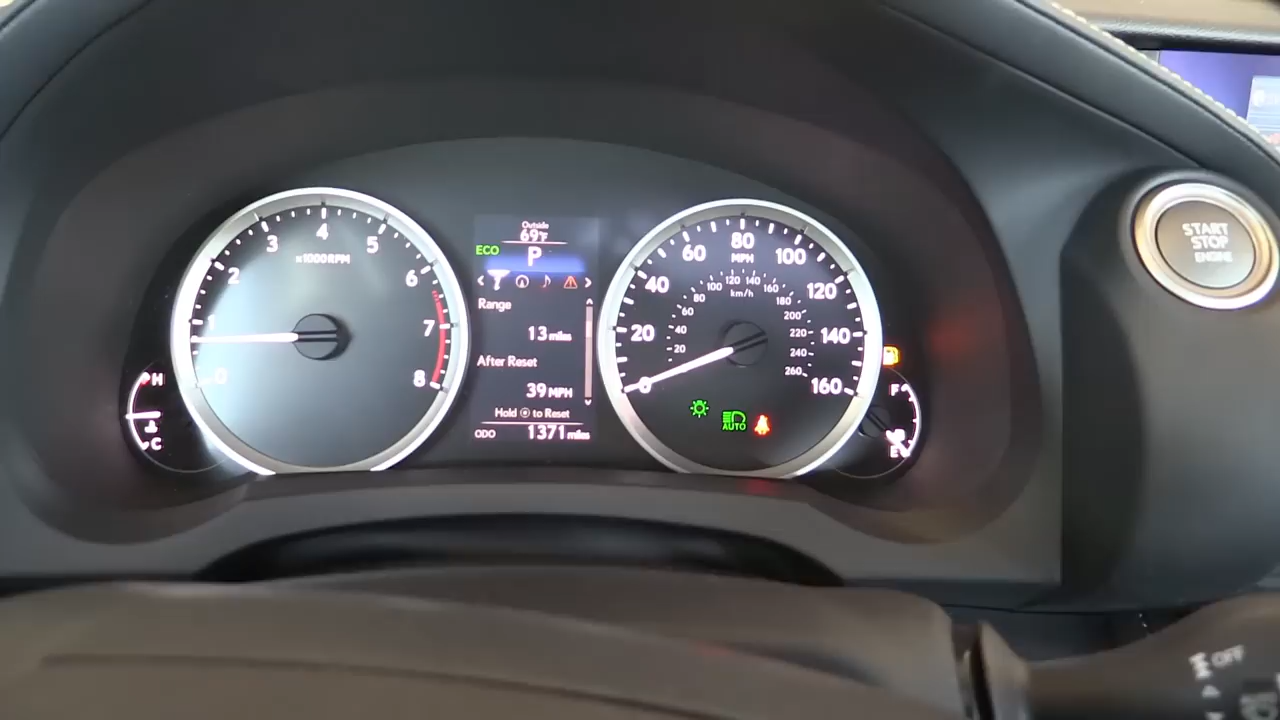 0
1
2
3
4
5
6
7
8
x1000RPM
H
C
Outside
69°F
ECO
P
Range
13 miles
After Reset
39 MPH
Hold to Reset
ODO 1371 miles
0
20
40
60
80
100
120
140
160
MPH
20
40
60
80
100
120
140
160
180
200
220
240
260
km/h
AUTO
F
E
START
STOP
ENGINE
OFF